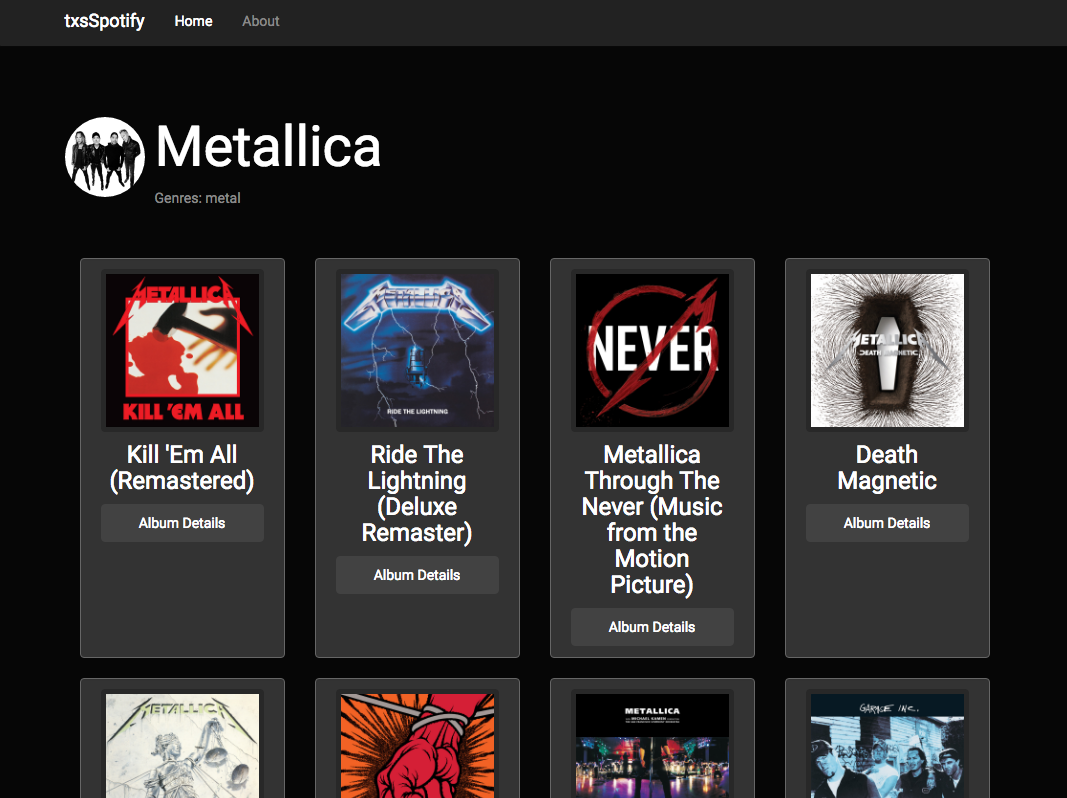 txsSpotify Home About
Metallica
Genres: metal
METALLICA
KILL 'EM ALL
Kill 'Em All
(Remastered)
Album Details
METALLICA
RIDE THE LIGHTNING
Ride The
Lightning
(Deluxe
Remaster)
Album Details
NEVER
Metallica
Through The
Never (Music
from the
Motion
Picture)
Album Details
METALLICA
DEATH MAGNETIC
Death
Magnetic
Album Details
METALLICA
METALLICA
GARAGE INC.